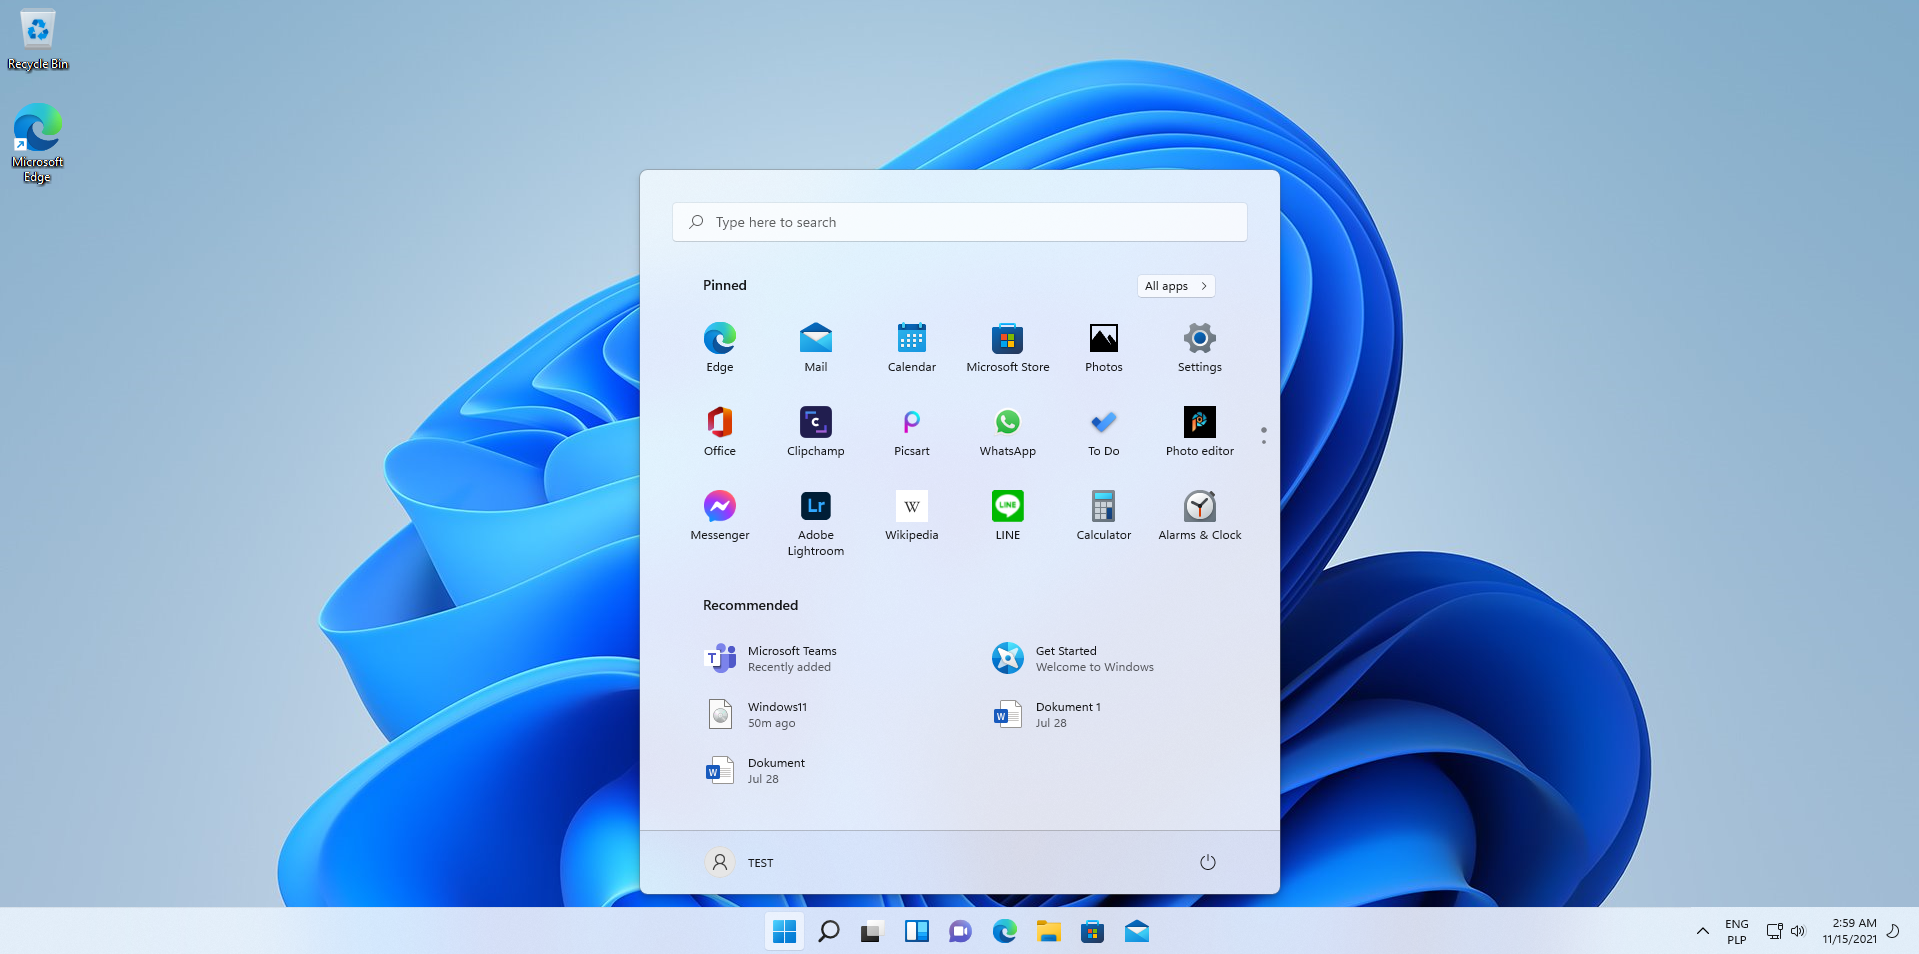 Recycle Bin
Microsoft
Edge
Type here to search
Pinned
All apps
Edge
Mail
Calendar
Microsoft Store
Photos
Settings
Office
Clipchamp
Picsart
WhatsApp
To Do
Photo editor
Messenger
Adobe
Lightroom
Wikipedia
LINE
Calculator
Alarms & Clock
Recommended
Microsoft Teams
Recently added
Get Started
Welcome to Windows
Windows11
50m ago
Dokument 1
Jul 28
Dokument
Jul 28
TEST
ENG
PLP
2:59 AM
11/15/2021